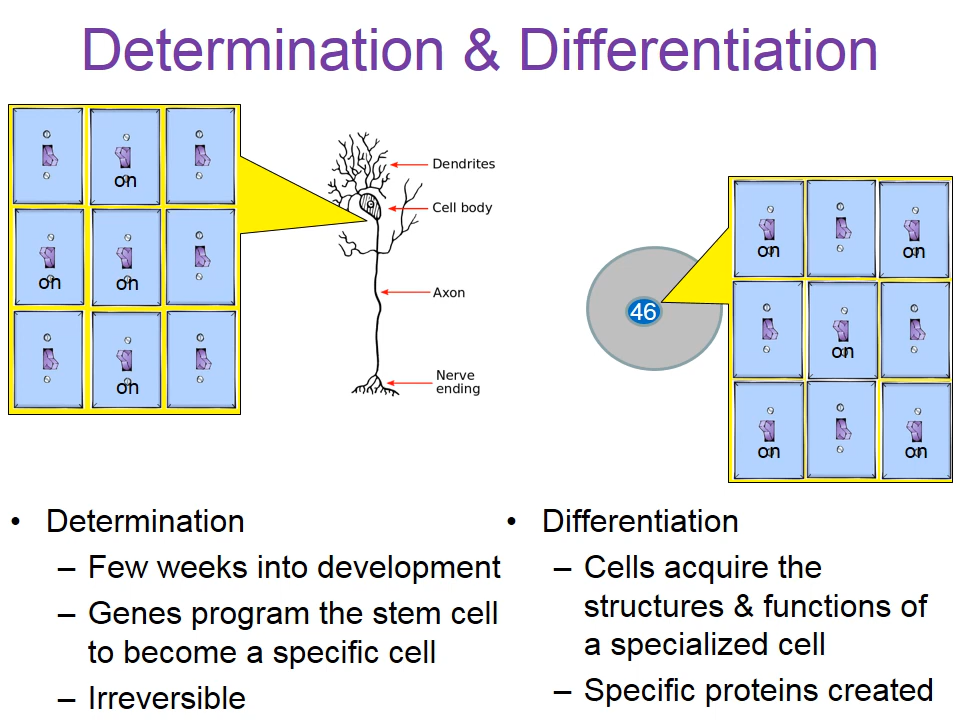 Determination & Differentiation
on
on
on
on
Dendrites
Cell body
Axon
Nerve
ending
46
on
on
on
on
on
• Determination
– Few weeks into development
– Genes program the stem cell
to become a specific cell
– Irreversible
• Differentiation
– Cells acquire the
structures & functions of
a specialized cell
– Specific proteins created